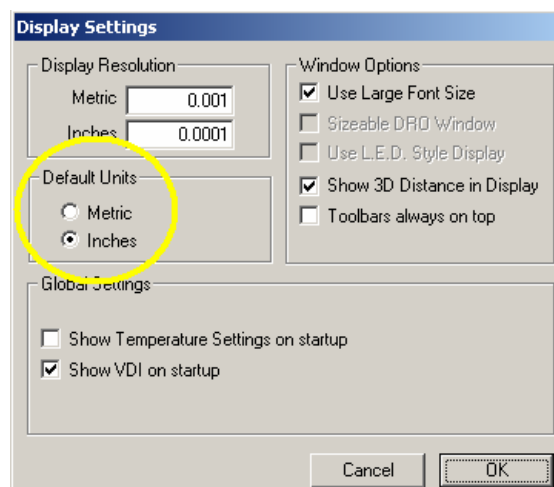 Display Settings
Display Resolution
Metric 0.001
Inches 0.0001
Default Units
Metric
Inches
Window Options
Use Large Font Size
Sizeable DRO Window
Use L.E.D. Style Display
Show 3D Distance in Display
Toolbars always on top
Global Settings
Show Temperature Settings on startup
Show VDI on startup
Cancel OK